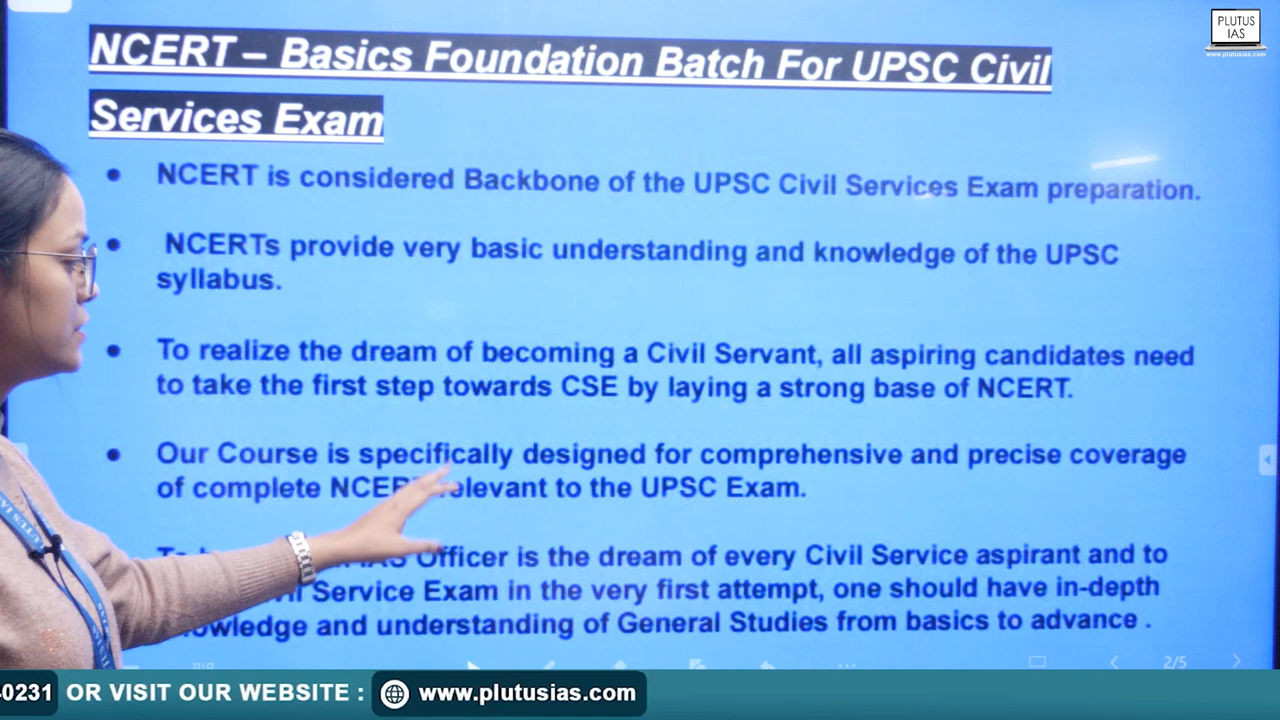 PLUTUS
IAS
www.plutusias.com
NCERT – Basics Foundation Batch For UPSC Civil
Services Exam
• NCERT is considered Backbone of the UPSC Civil Services Exam preparation.
• NCERTs provide very basic understanding and knowledge of the UPSC
syllabus.
• To realize the dream of becoming a Civil Servant, all aspiring candidates need
to take the first step towards CSE by laying a strong base of NCERT.
• Our Course is specifically designed for comprehensive and precise coverage
of complete relevant to the UPSC Exam.
Officer is the dream of every Civil Service aspirant and to
Service Exam in the very first attempt, one should have in-depth
and understanding of General Studies from basics to advance .
2/5
0231 OR VISIT OUR WEBSITE : www.plutusias.com